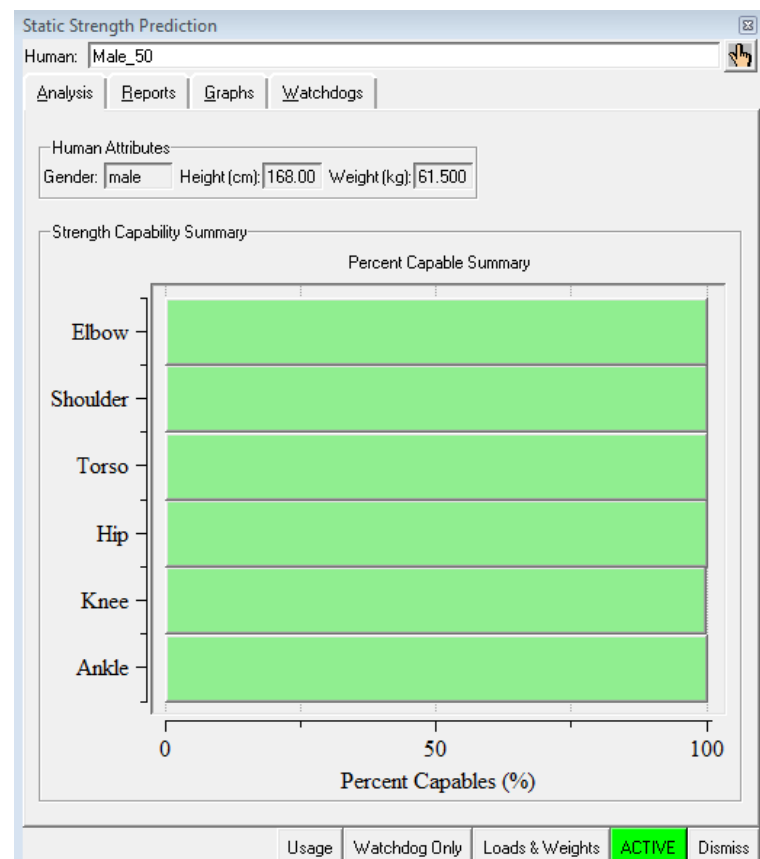 Static Strength Prediction
Human: Male_50
Analysis Reports Graphs Watchdogs
Human Attributes
Gender: male Height (cm): 168.00 Weight (kg): 61.500
Strength Capability Summary
Percent Capable Summary
Elbow
Shoulder
Torso
Hip
Knee
Ankle
0 50 100
Percent Capables (%)
Usage Watchdog Only Loads & Weights ACTIVE Dismiss